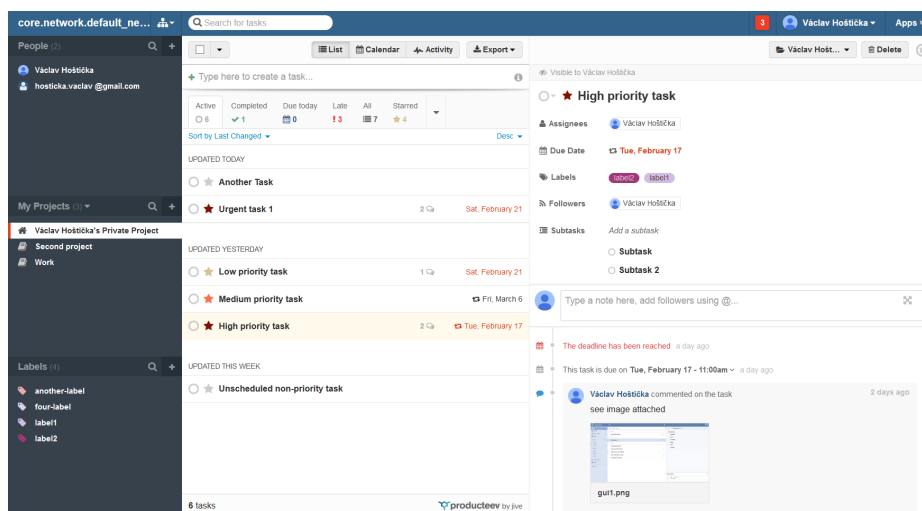 core.network.default_ne...
Search for tasks
3
Václav Hoštička
Apps
People (2)
Václav Hoštička
hosticka.vaclav @gmail.com
My Projects (3)
Václav Hoštička's Private Project
Second project
Work
Labels (4)
another-label
four-label
label1
label2
List Calendar Activity Export
+ Type here to create a task...
Active Completed Due today Late All Starred
6 1 0 3 7 4
Sort by Last Changed Desc
UPDATED TODAY
Another Task
Urgent task 1 2 Sat, February 21
UPDATED YESTERDAY
Low priority task 1 Sat, February 21
Medium priority task Fri, March 6
High priority task 2 Tue, February 17
UPDATED THIS WEEK
Unscheduled non-priority task
6 tasks
producteev by jive
Václav Hošt... Delete
Visible to Václav Hoštička
High priority task
Assignees Václav Hoštička
Due Date Tue, February 17
Labels label2 label1
Followers Václav Hoštička
Subtasks Add a subtask
Subtask
Subtask 2
Type a note here, add followers using @...
The deadline has been reached a day ago
This task is due on Tue, February 17 - 11:00am a day ago
Václav Hoštička commented on the task 2 days ago
see image attached
gui1.png